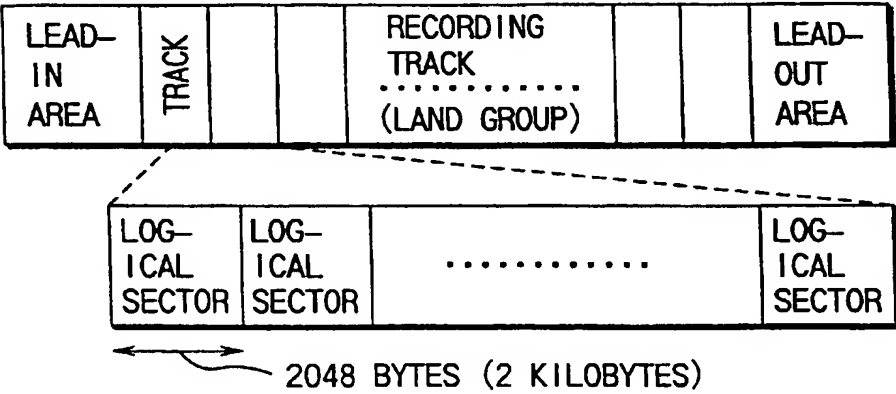 LEAD-
IN
AREA
TRACK
RECORDING
TRACK
............
(LAND GROUP)
LEAD-
OUT
AREA
LOG-
ICAL
SECTOR
LOG-
ICAL
SECTOR
............
LOG-
ICAL
SECTOR
2048 BYTES (2 KILOBYTES)